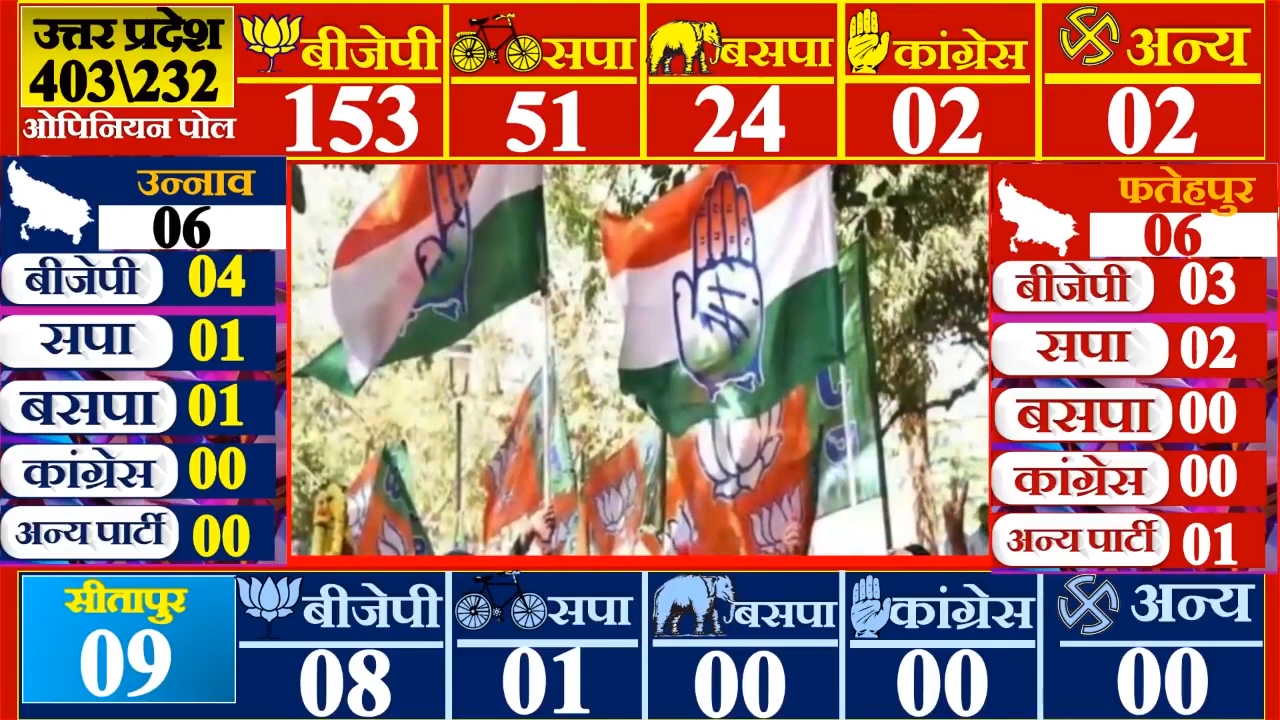 उत्तर प्रदेश
403\232
ओपिनियन पोल
बीजेपी सपा बसपा कांग्रेस अन्य
153 51 24 02 02
उन्नाव
06
बीजेपी 04
सपा 01
बसपा 01
कांग्रेस 00
अन्य पार्टी 00
फतेहपुर
06
बीजेपी 03
सपा 02
बसपा 00
कांग्रेस 00
अन्य पार्टी 01
सीतापुर
09
बीजेपी सपा बसपा कांग्रेस अन्य
08 01 00 00 00